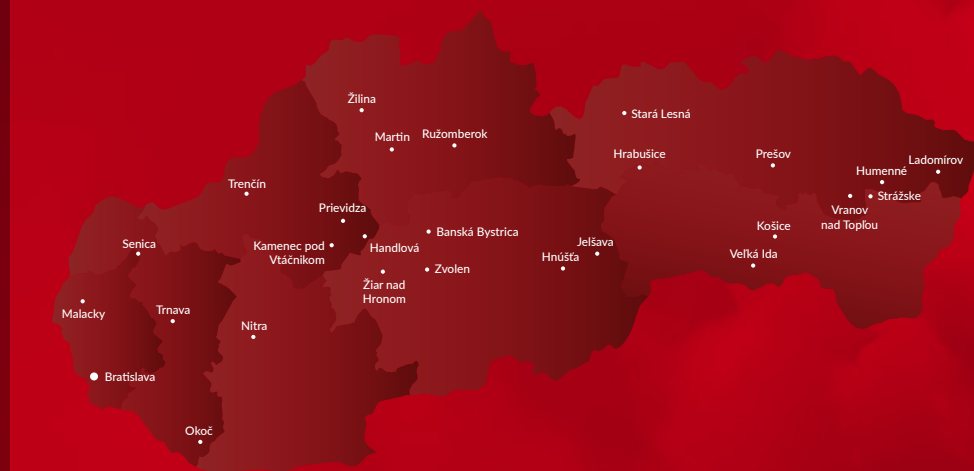 Žilina
Martin
Ružomberok
Stará Lesná
Hrabušice
Prešov
Ladomírov
Humenné
Strážske
Vranov
nad Topľou
Trenčín
Prievidza
Košice
Banská Bystrica
Senica
Kamenec pod
Vtáčnikom
Handlová
Jelšava
Hnúšťa
Veľká Ida
Zvolen
Žiar nad
Hronom
Malacky
Trnava
Nitra
Bratislava
Okoč